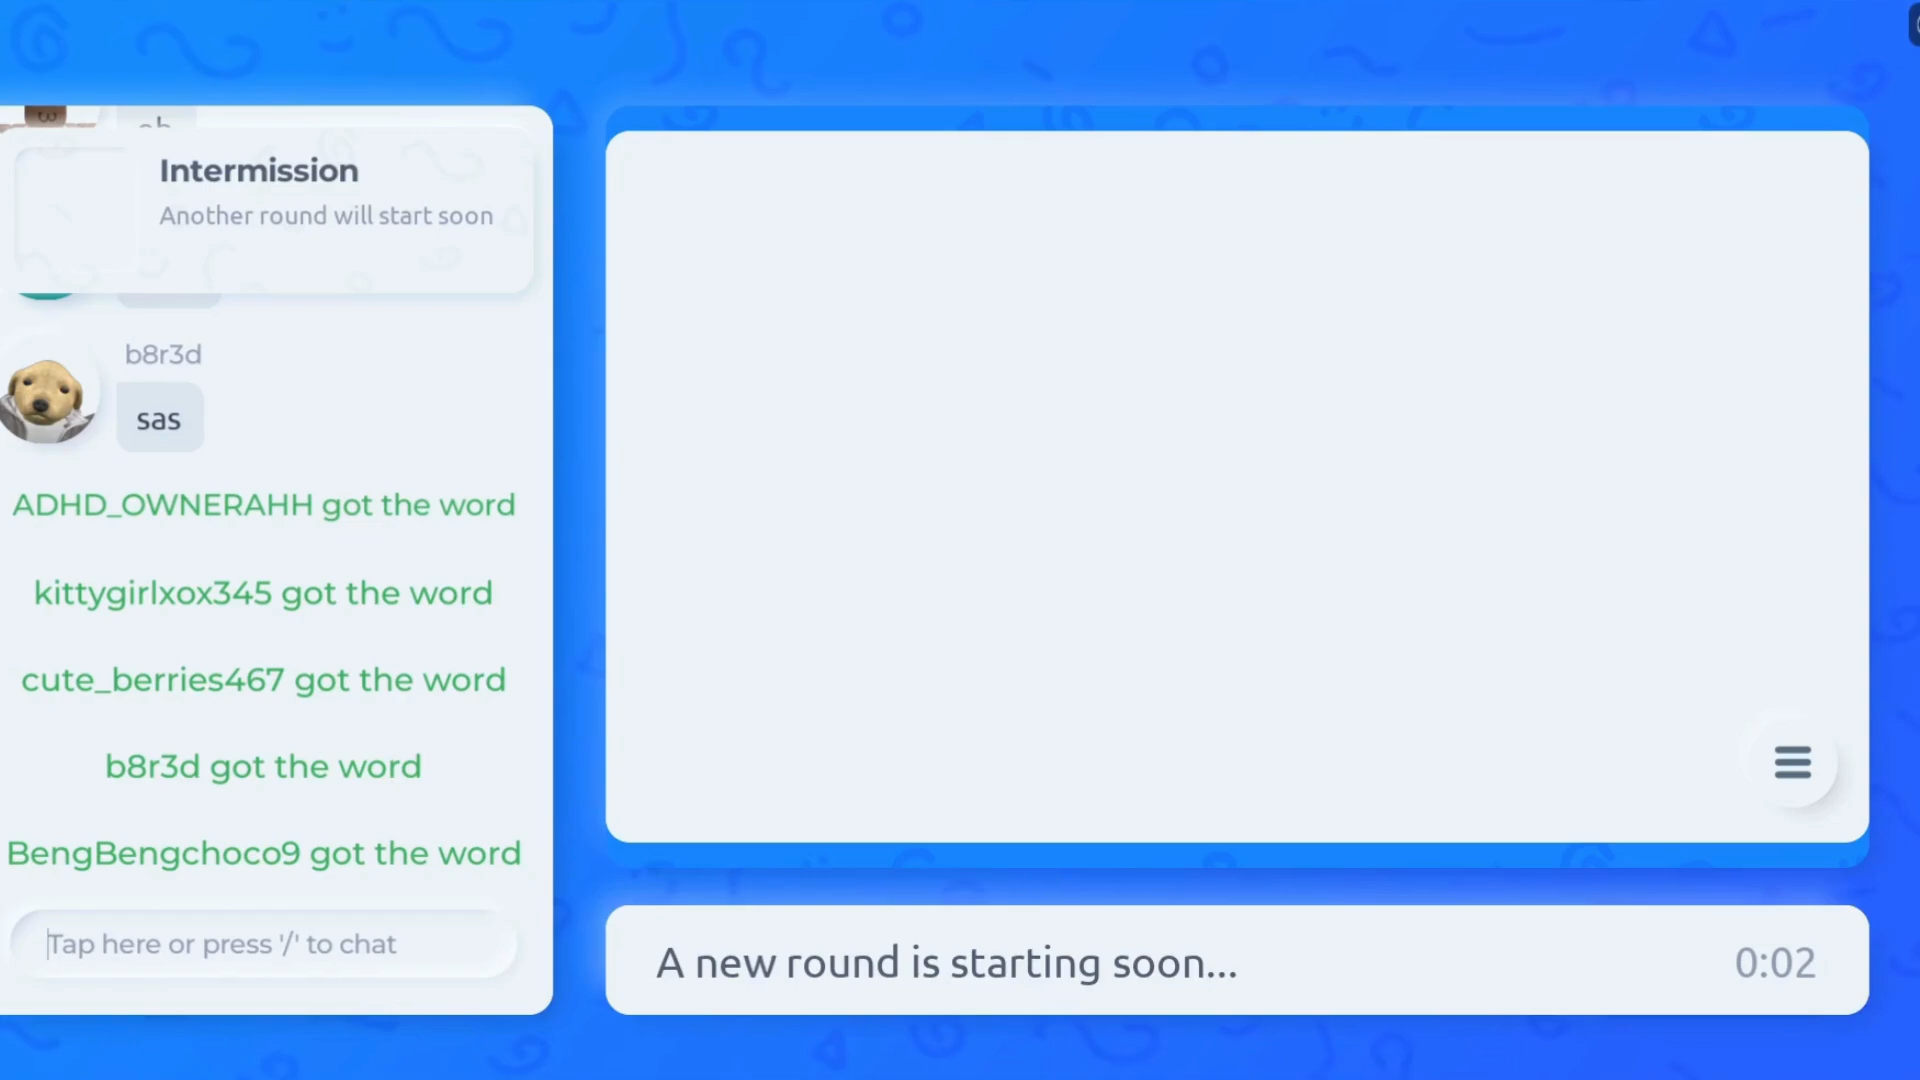 Intermission
Another round will start soon
b8r3d
sas
ADHD_OWNERAHH got the word
kittygirlxox345 got the word
cute_berries467 got the word
b8r3d got the word
BengBengchoco9 got the word
Tap here or press '/' to chat
A new round is starting soon...
0:02